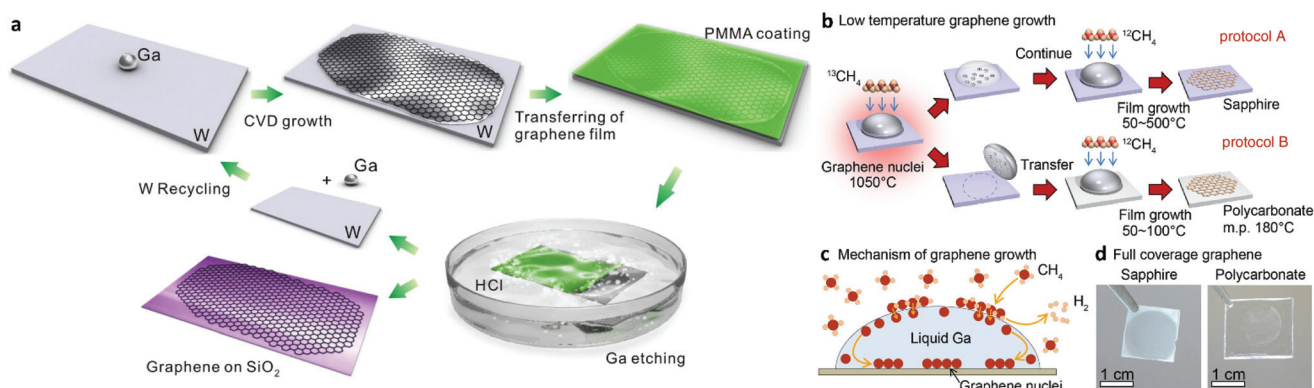 a
Ga
W
CVD growth
W
Transferring of
graphene film
PMMA coating
W Recycling
+
Ga
W
HCl
Ga etching
Graphene on SiO₂
b Low temperature graphene growth
¹³CH₄
Graphene nuclei
1050°C
Continue
¹²CH₄
protocol A
Film growth
50~500°C
Sapphire
Transfer
¹²CH₄
protocol B
Film growth
50~100°C
Polycarbonate
m.p. 180°C
c Mechanism of graphene growth
CH₄
H₂
Liquid Ga
Graphene nuclei
d Full coverage graphene
Sapphire
Polycarbonate
1 cm
1 cm